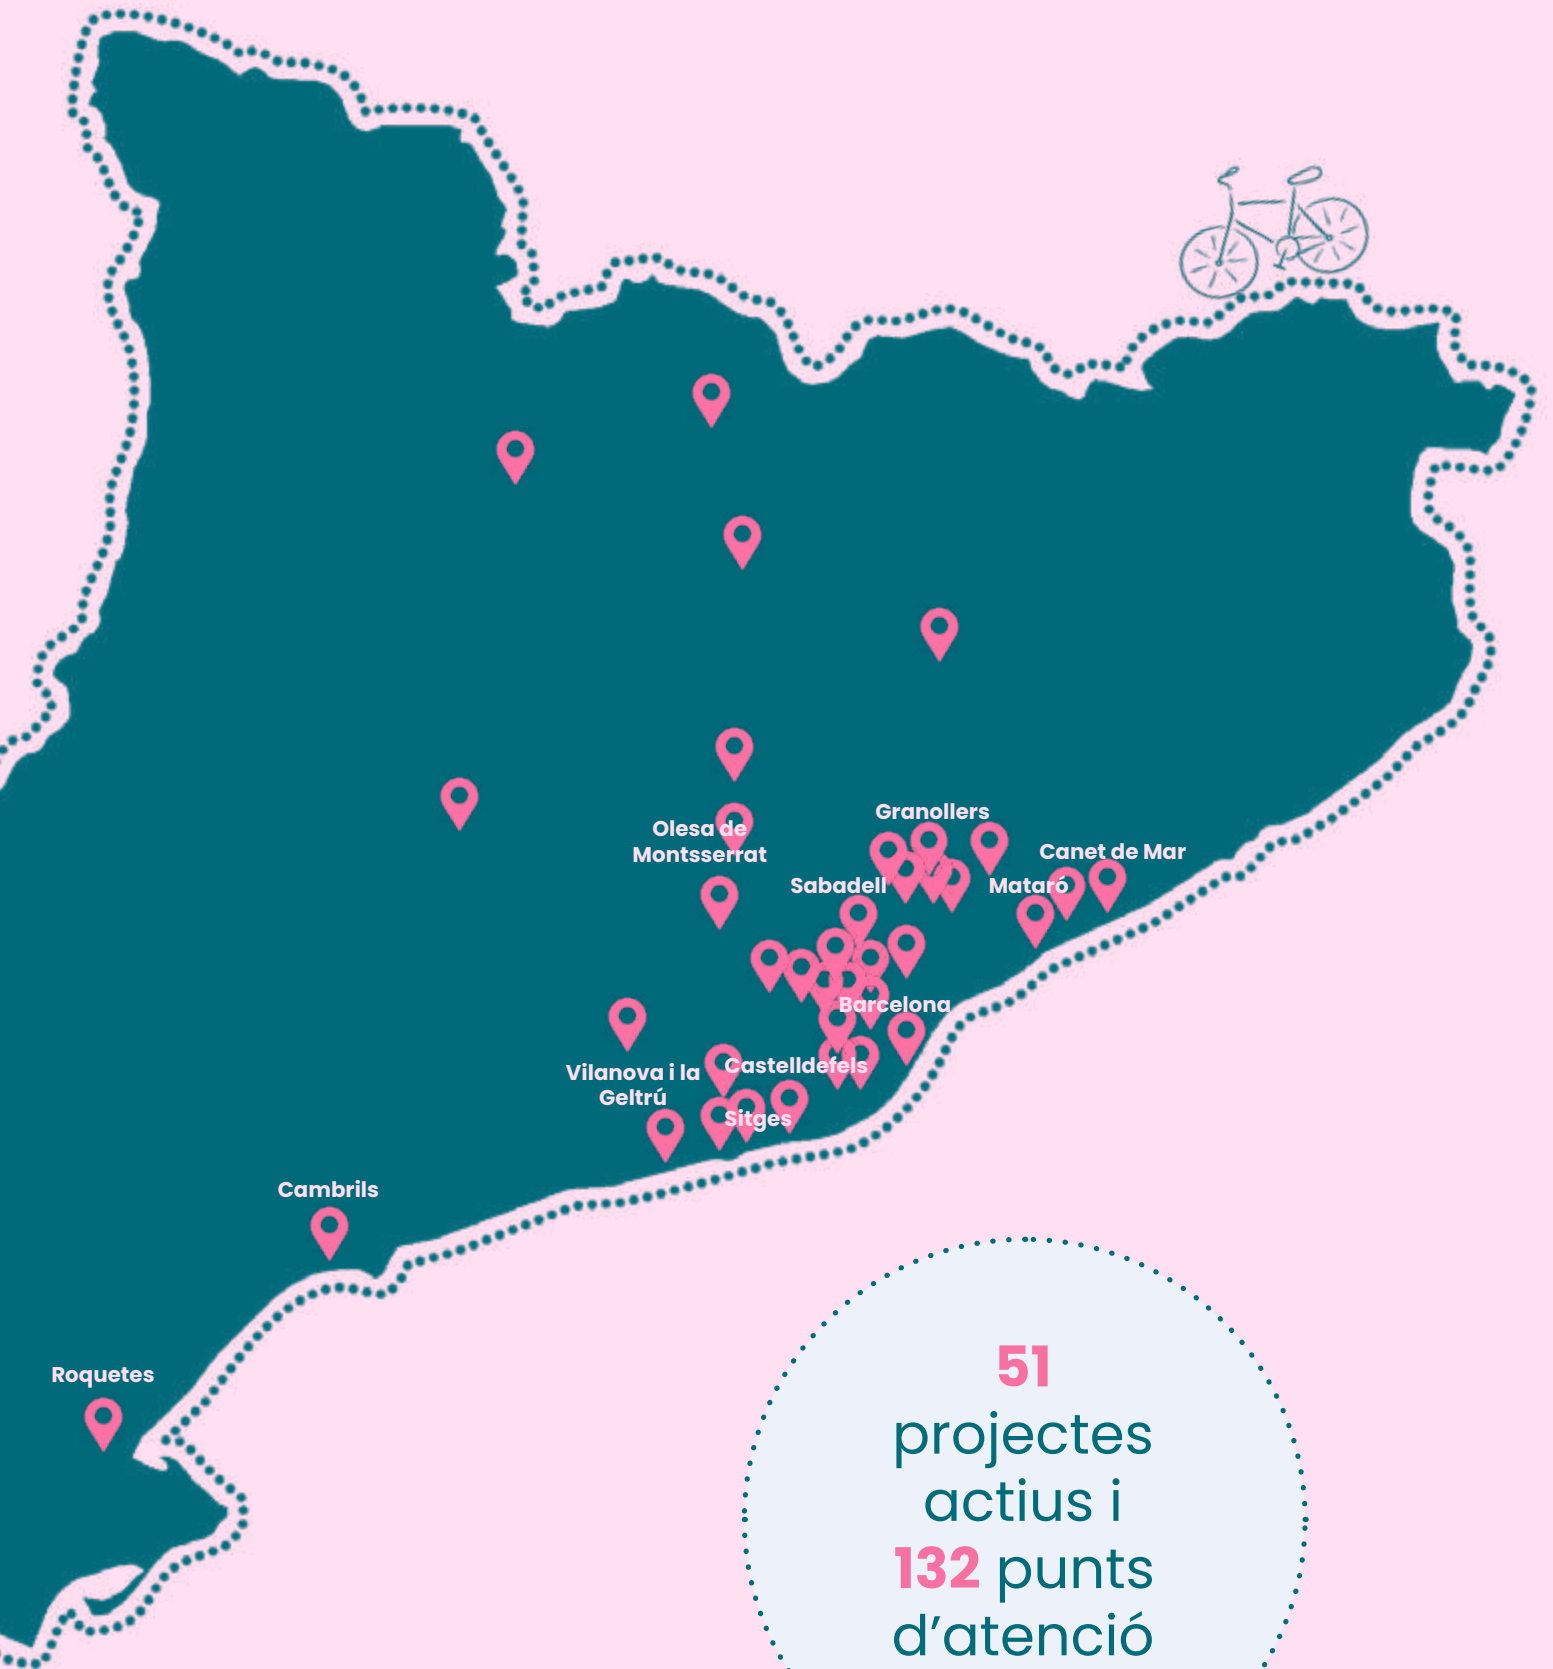 Granollers
Olesa de
Montsserrat
Canet de Mar
Sabadell
Mataró
Barcelona
Castelldefels
Vilanova i la
Geltrú
Sitges
Cambrils
Roquetes
51
projectes
actius i
132 punts
d’atenció